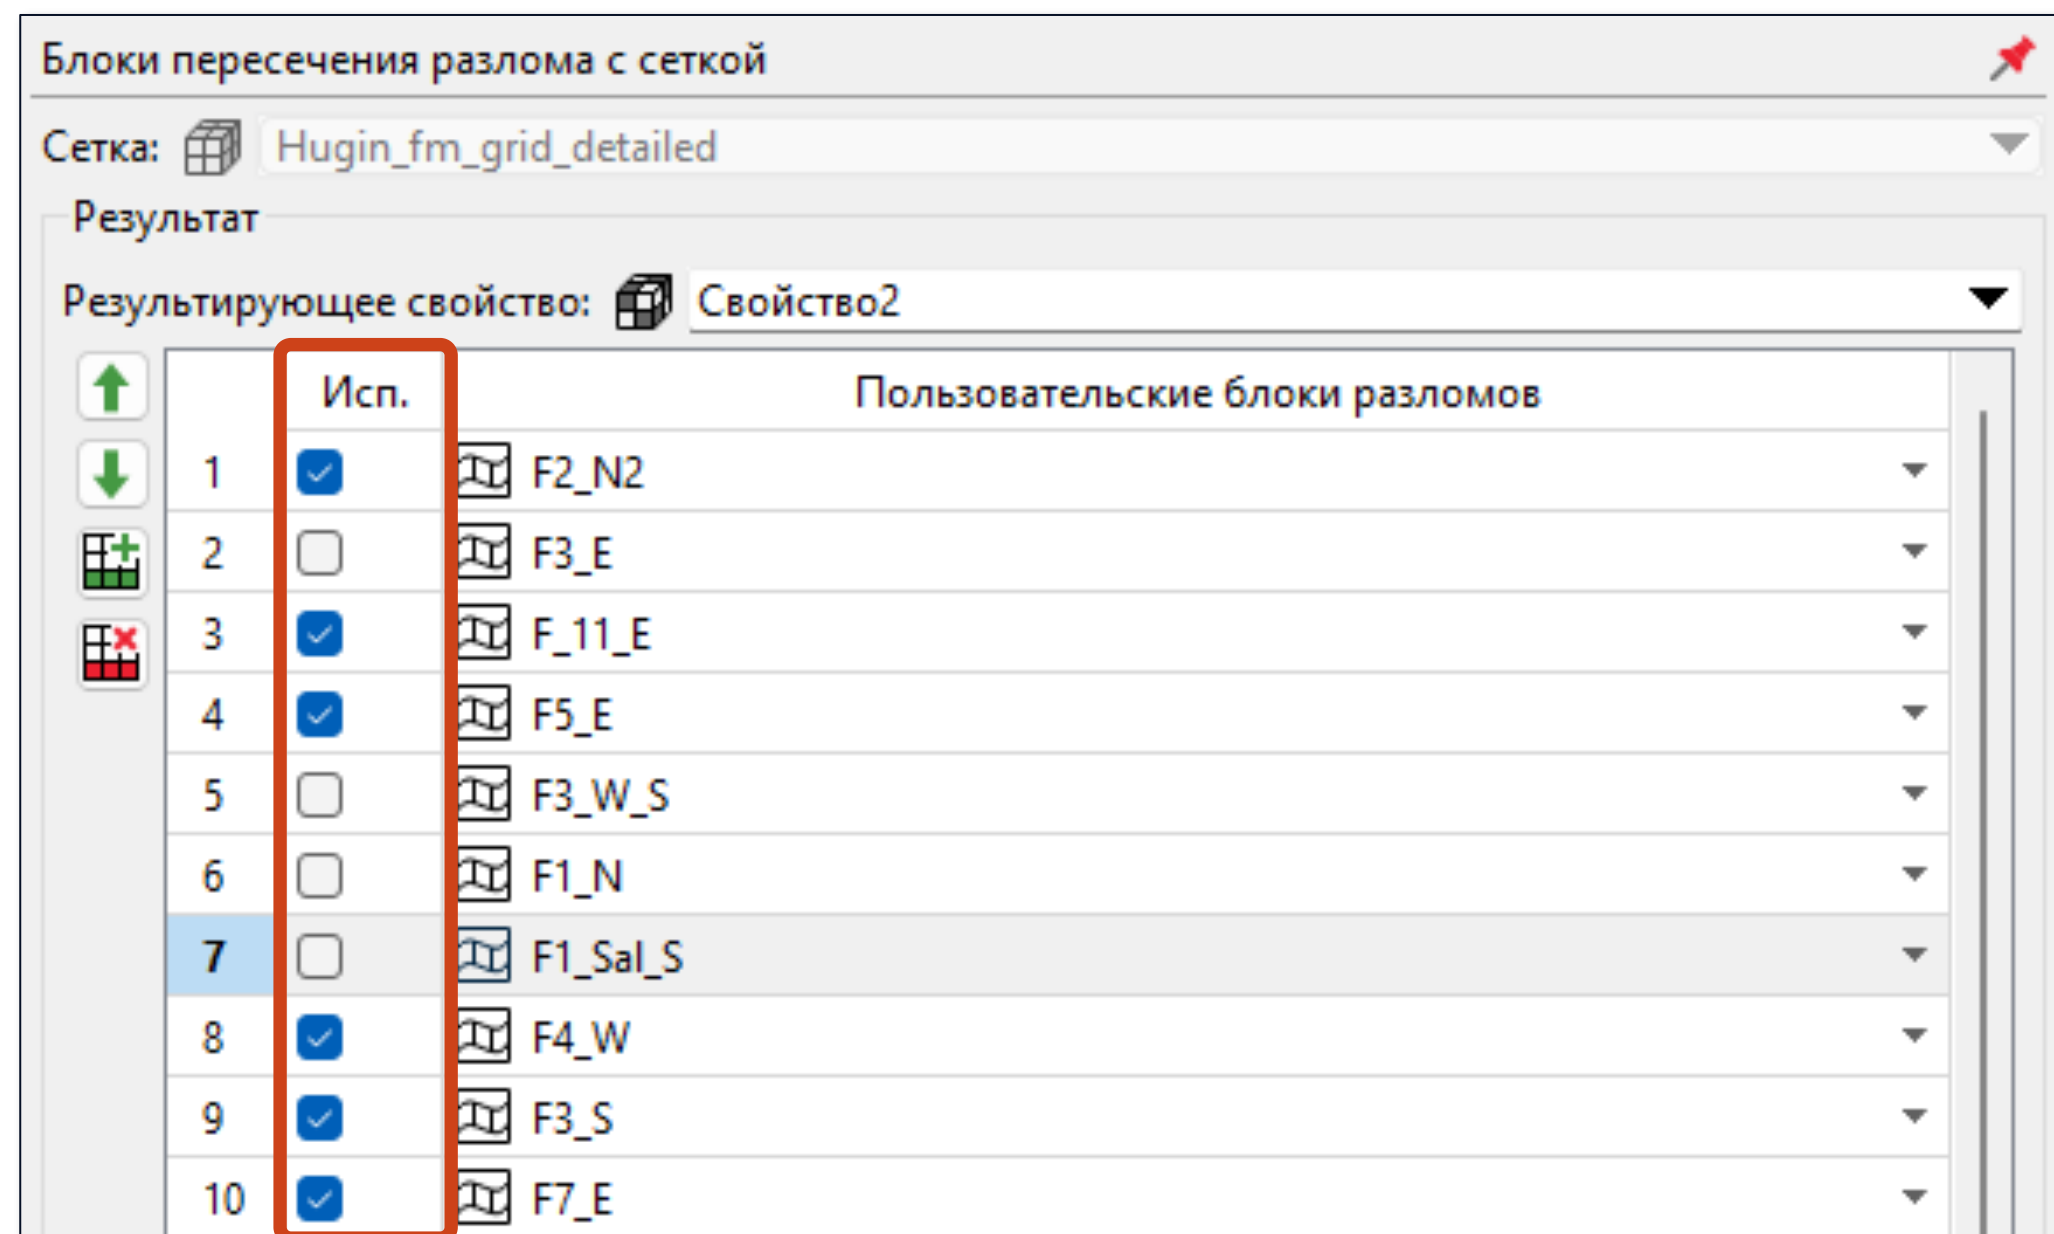 Блоки пересечения разлома с сеткой
Сетка: Hugin_fm_grid_detailed
Результат
Результирующее свойство: Свойство2
Исп. Пользовательские блоки разломов
1 F2_N2
2 F3_E
3 F_11_E
4 F5_E
5 F3_W_S
6 F1_N
7 F1_Sal_S
8 F4_W
9 F3_S
10 F7_E